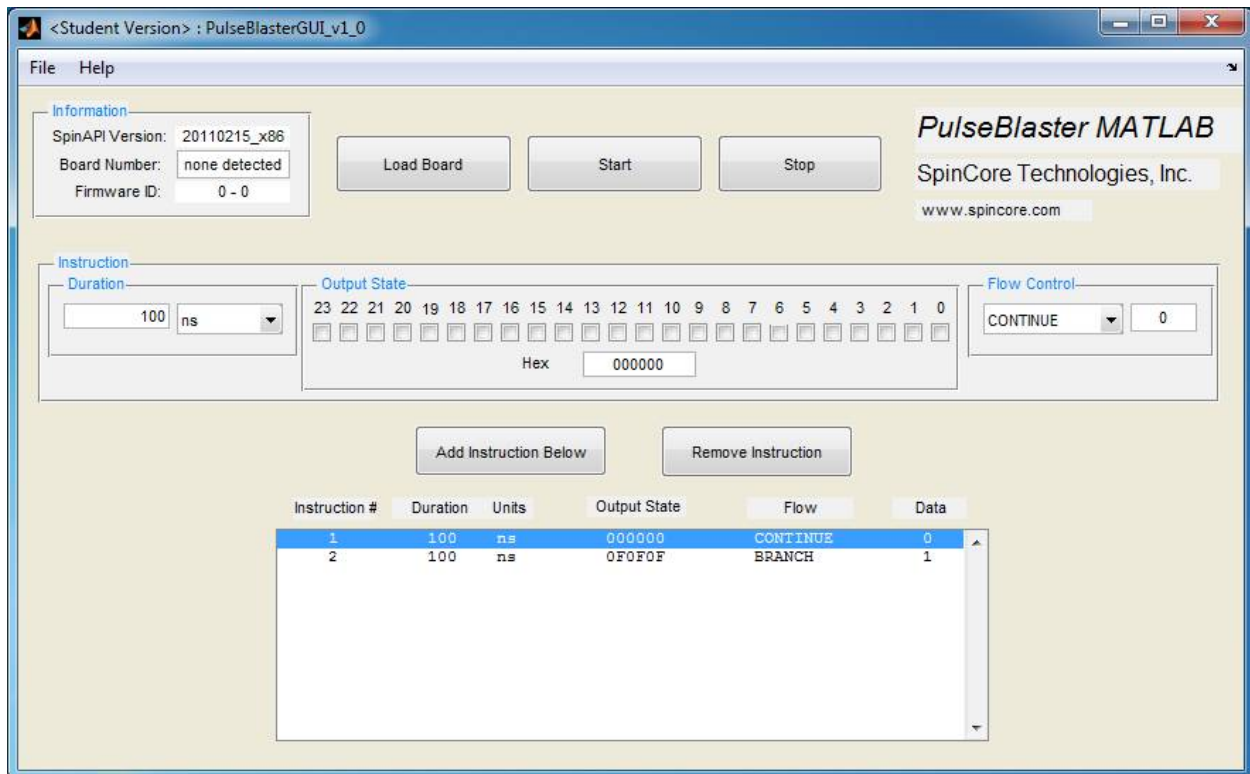 <Student Version> : PulseBlasterGUI_v1_0
File Help
Information
SpinAPI Version: 20110215_x86
Board Number: none detected
Firmware ID: 0 - 0
Load Board Start Stop
PulseBlaster MATLAB
SpinCore Technologies, Inc.
www.spincore.com
Instruction
Duration
100 ns
Output State
23 22 21 20 19 18 17 16 15 14 13 12 11 10 9 8 7 6 5 4 3 2 1 0
Hex 000000
Flow Control
CONTINUE 0
Add Instruction Below Remove Instruction
Instruction # Duration Units Output State Flow Data
1 100 ns 000000 CONTINUE 0
2 100 ns 0F0F0F BRANCH 1